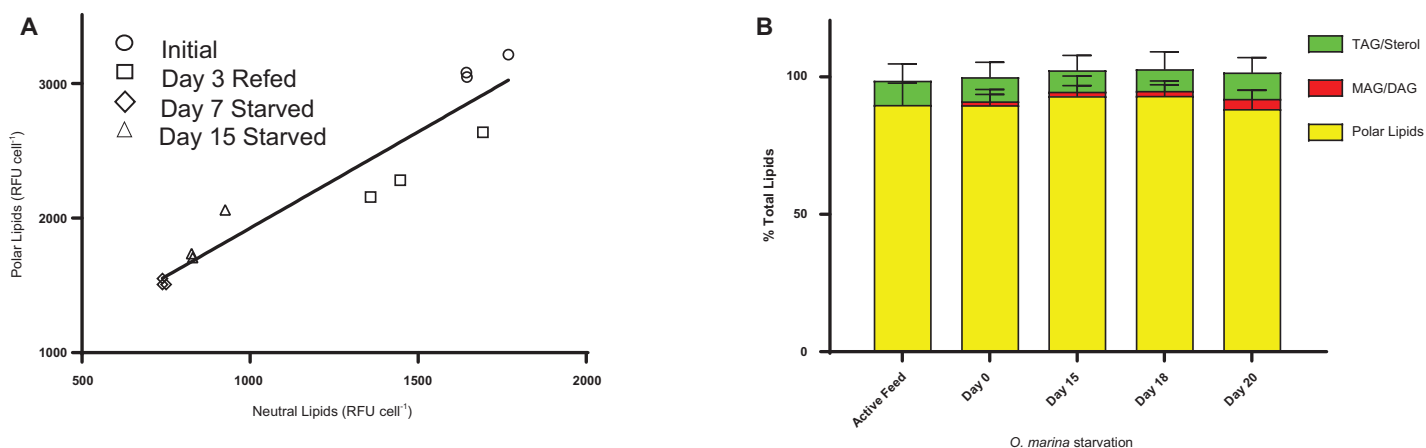 A
Initial
Day 3 Refed
Day 7 Starved
Day 15 Starved
3000
2000
1000
500
1000
1500
2000
Polar Lipids (RFU cell⁻¹)
Neutral Lipids (RFU cell⁻¹)
B
TAG/Sterol
MAG/DAG
Polar Lipids
100
50
0
% Total Lipids
Active Feed
Day 0
Day 15
Day 18
Day 20
O. marina starvation